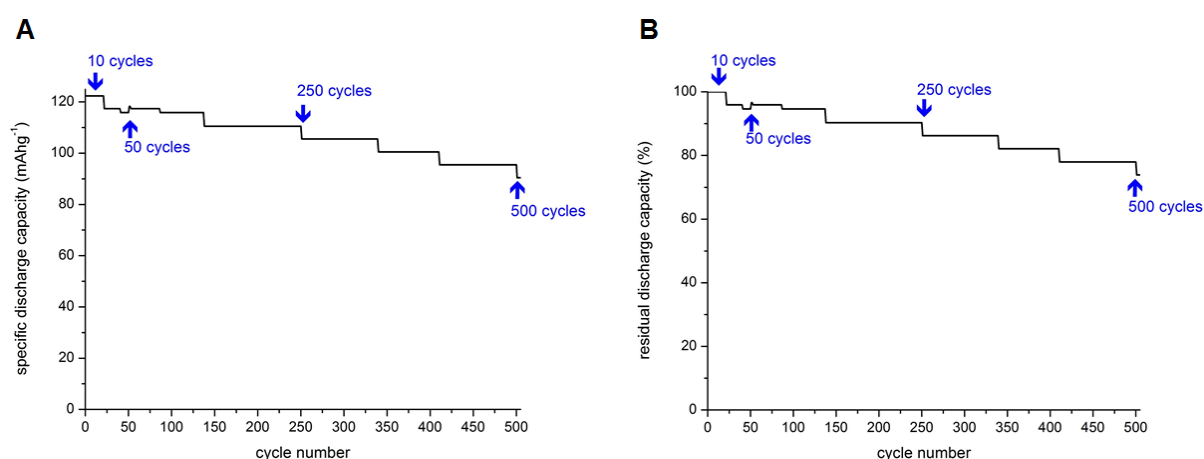 A
10 cycles
250 cycles
50 cycles
500 cycles
specific discharge capacity (mAhg⁻¹)
120
100
80
60
40
20
0
0 50 100 150 200 250 300 350 400 450 500
cycle number
B
10 cycles
250 cycles
50 cycles
500 cycles
residual discharge capacity (%)
100
80
60
40
20
0
0 50 100 150 200 250 300 350 400 450 500
cycle number